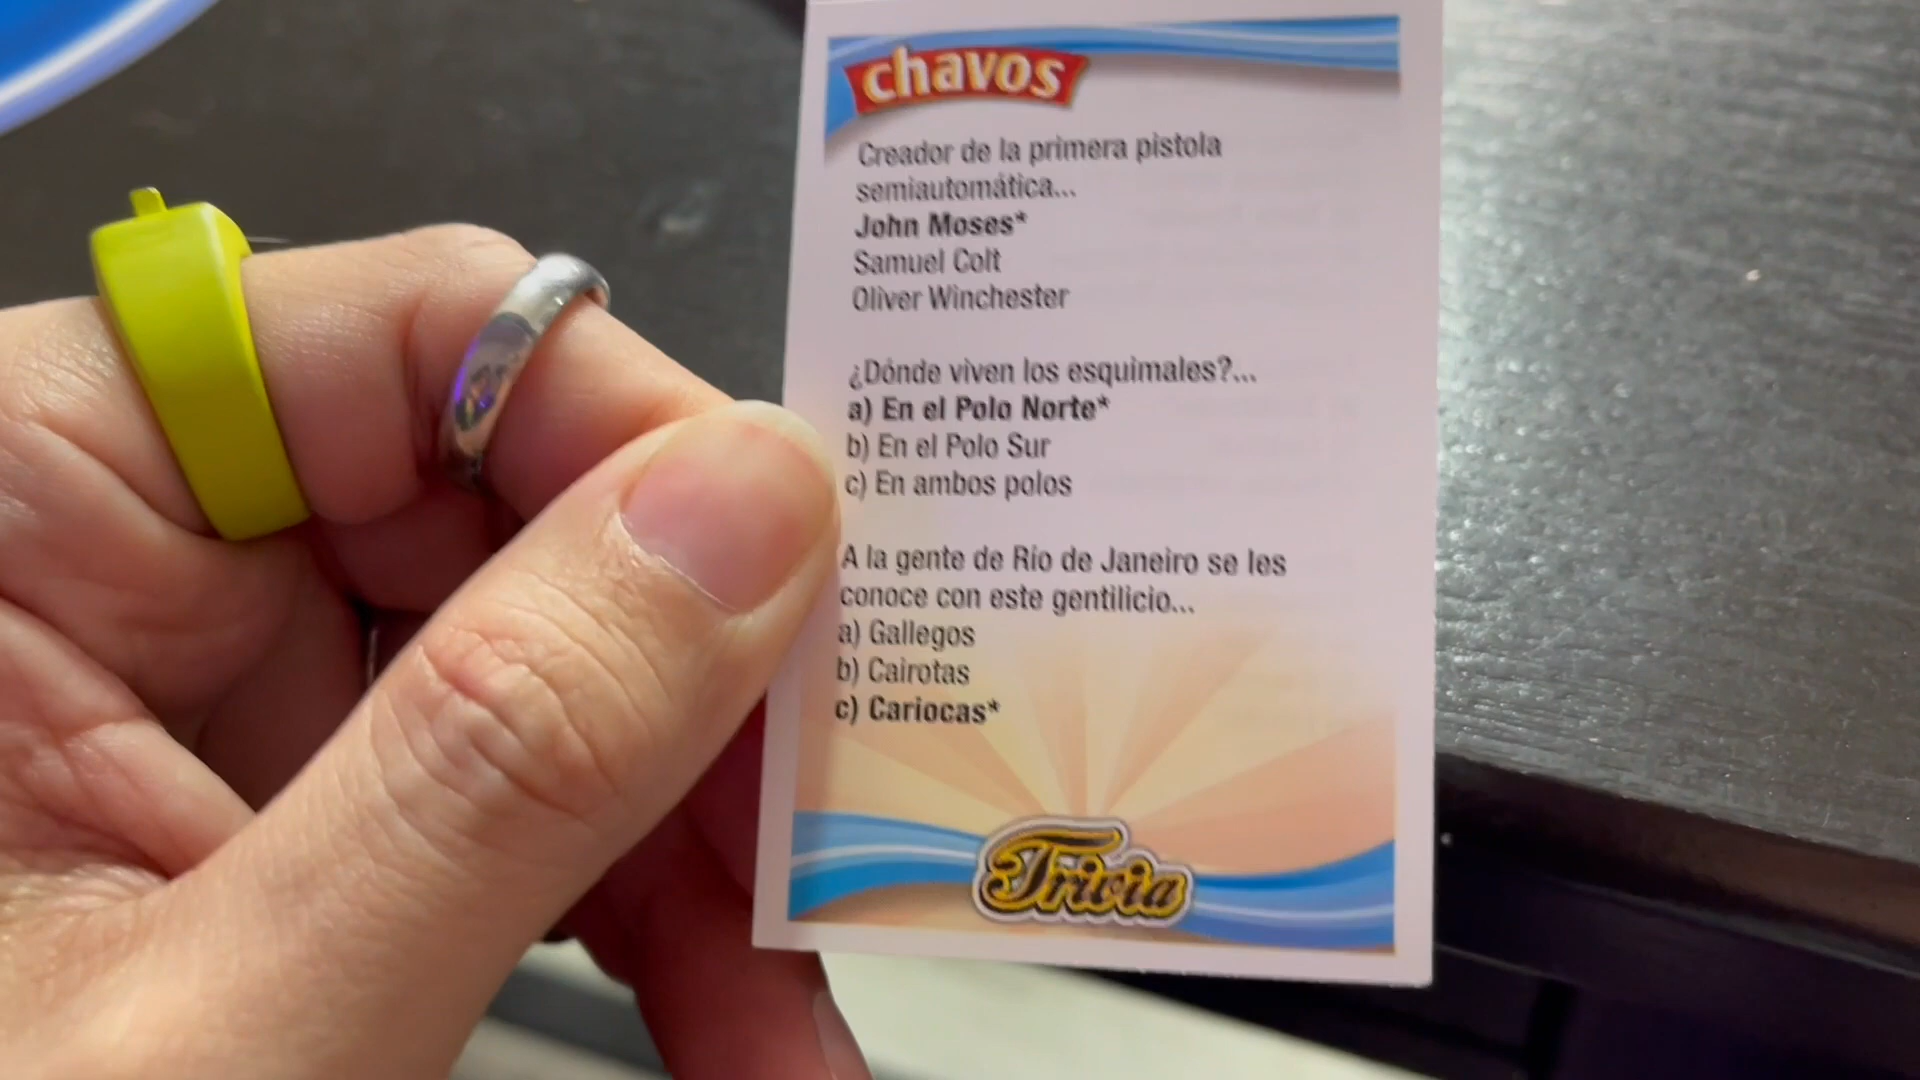 chavos
Creador de la primera pistola
semiautomática...
John Moses*
Samuel Colt
Oliver Winchester
¿Dónde viven los esquimales?...
a) En el Polo Norte*
b) En el Polo Sur
c) En ambos polos
A la gente de Río de Janeiro se les
conoce con este gentilicio...
a) Gallegos
b) Cairotas
c) Cariocas*
Trivia